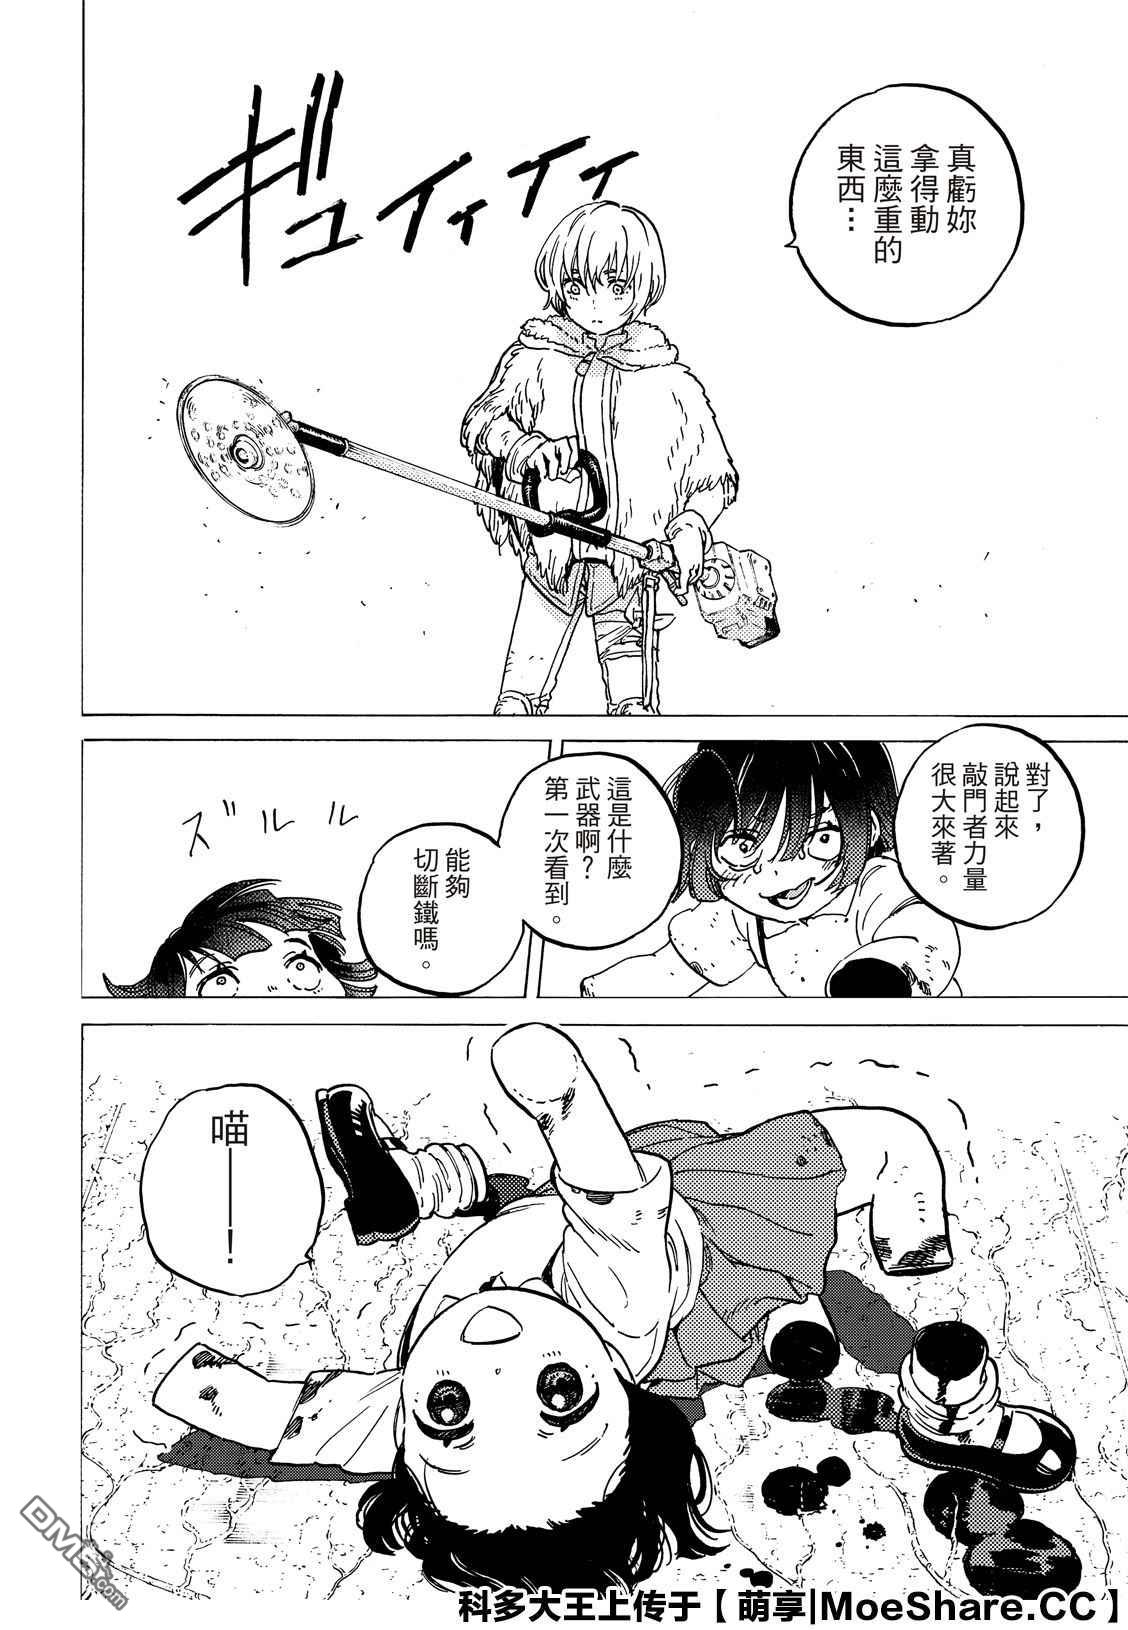 真虧妳
拿得動
這麼重的
東西…
ギュイィイィ
對了，
說起來
敲門者力量
很大來著。
這是什麼
武器啊？
第一次看到。
能夠
切斷鐵嗎。
ズルル
喵——！
DM5
科多大王上传于【萌享|MoeShare.CC】